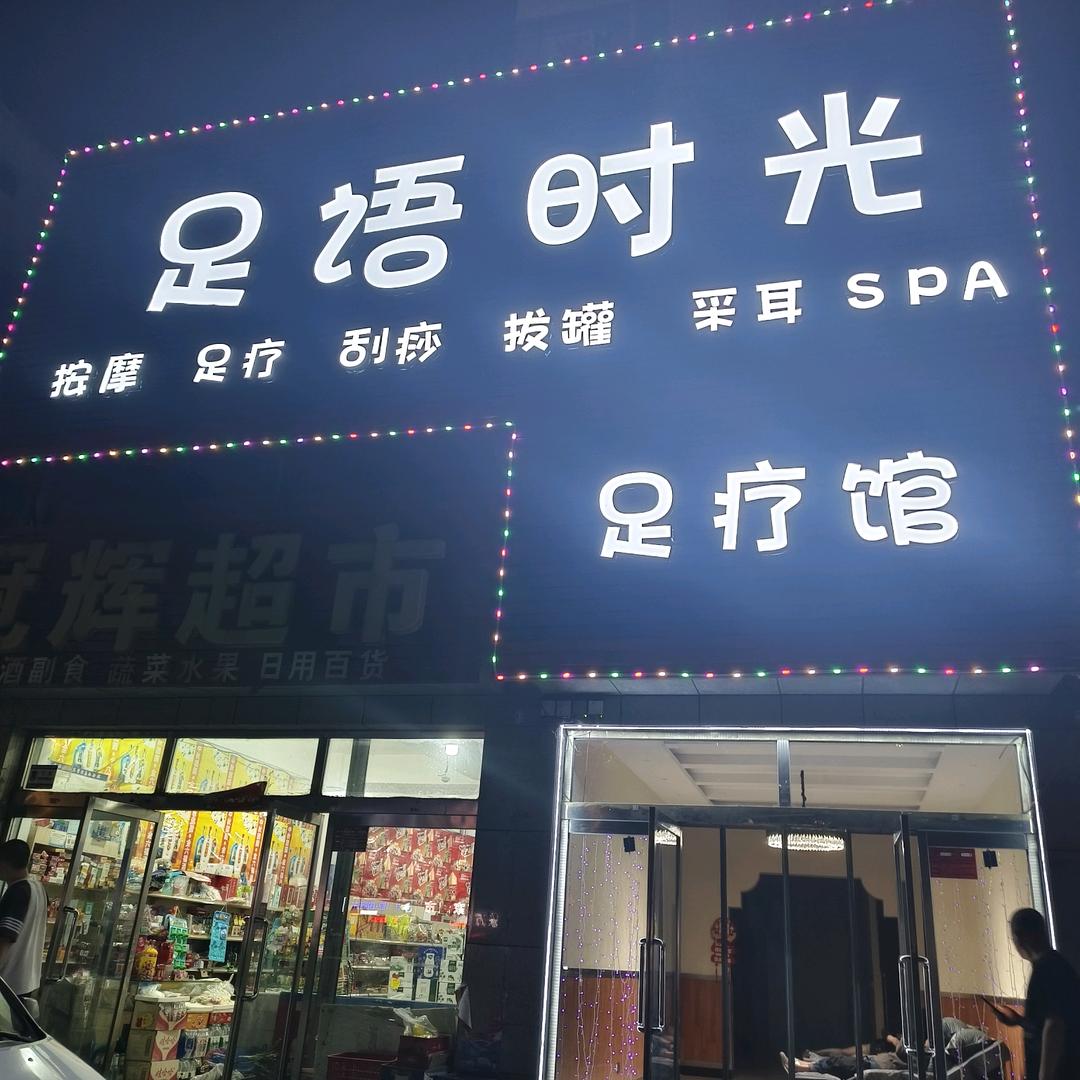 足语时光
按摩 足疗 刮痧 拔罐 采耳 SPA
足疗馆
冠辉超市
酒副食 蔬菜水果 日用百货